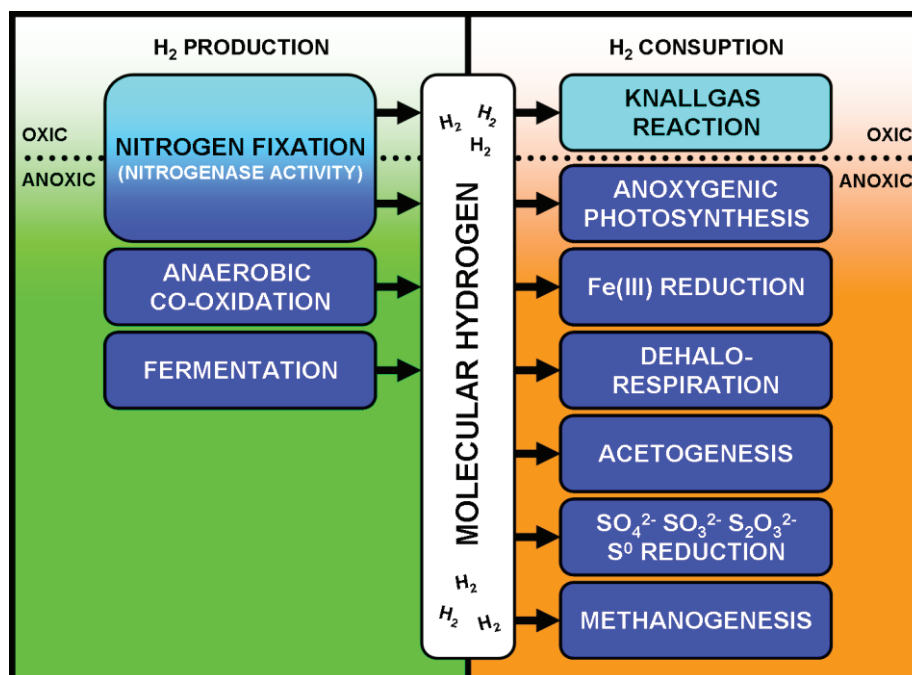 H₂ PRODUCTION
OXIC
ANOXIC
NITROGEN FIXATION
(NITROGENASE ACTIVITY)
ANAEROBIC
CO-OXIDATION
FERMENTATION
H₂ H₂
H₂
MOLECULAR HYDROGEN
H₂
H₂ H₂
H₂ CONSUPTION
KNALLGAS
REACTION
OXIC
ANOXIC
ANOXYGENIC
PHOTOSYNTHESIS
Fe(III) REDUCTION
DEHALO-
RESPIRATION
ACETOGENESIS
SO₄²⁻ SO₃²⁻ S₂O₃²⁻
S⁰ REDUCTION
METHANOGENESIS